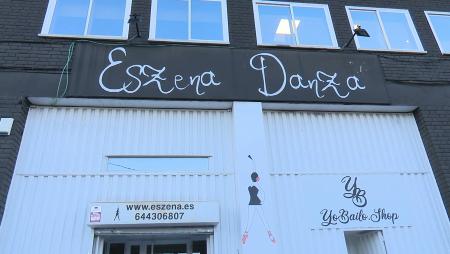 EsZena Danza
www.eszena.es
644306807
YB
YoBailo.Shop